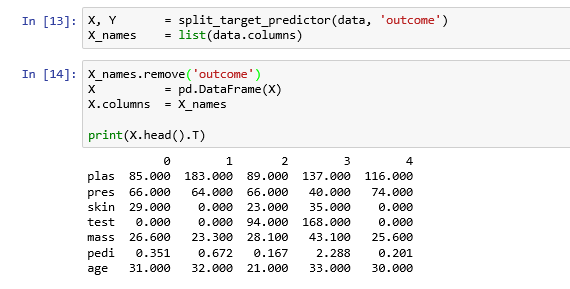 In [13]: X, Y       = split_target_predictor(data, 'outcome')
X_names    = list(data.columns)
In [14]: X_names.remove('outcome')
X          = pd.DataFrame(X)
X.columns  = X_names
print(X.head().T)
0 1 2 3 4
plas 85.000 183.000 89.000 137.000 116.000
pres 66.000 64.000 66.000 40.000 74.000
skin 29.000 0.000 23.000 35.000 0.000
test 0.000 0.000 94.000 168.000 0.000
mass 26.600 23.300 28.100 43.100 25.600
pedi 0.351 0.672 0.167 2.288 0.201
age 31.000 32.000 21.000 33.000 30.000